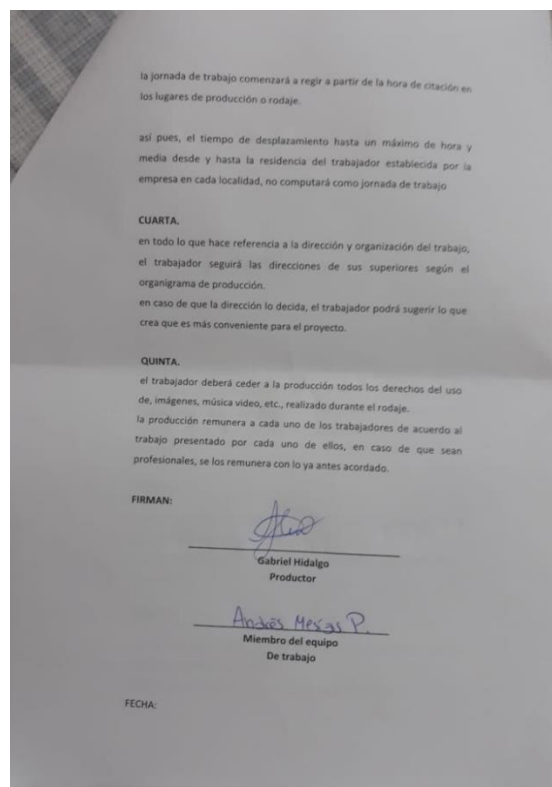 la jornada de trabajo comenzará a regir a partir de la hora de citación en
los lugares de producción o rodaje.
asi pues, el tiempo de desplazamiento hasta un máximo de hora y
media desde y hasta la residencia del trabajador establecida por la
empresa en cada localidad, no computará como jornada de trabajo
CUARTA.
en todo lo que hace referencia a la dirección y organización del trabajo,
el trabajador seguirá las direcciones de sus superiores según el
organigrama de producción.
en caso de que la dirección lo decida, el trabajador podrá sugerir lo que
crea que es más conveniente para el proyecto.
QUINTA.
el trabajador deberá ceder a la producción todos los derechos del uso
de, imágenes, música video, etc., realizado durante el rodaje.
la producción remunera a cada uno de los trabajadores de acuerdo al
trabajo presentado por cada uno de ellos, en caso de que sean
profesionales, se los remunera con lo ya antes acordado.
FIRMAN:
Gabriel Hidalgo
Productor
Andrés Mesías P.
Miembro del equipo
De trabajo
FECHA: